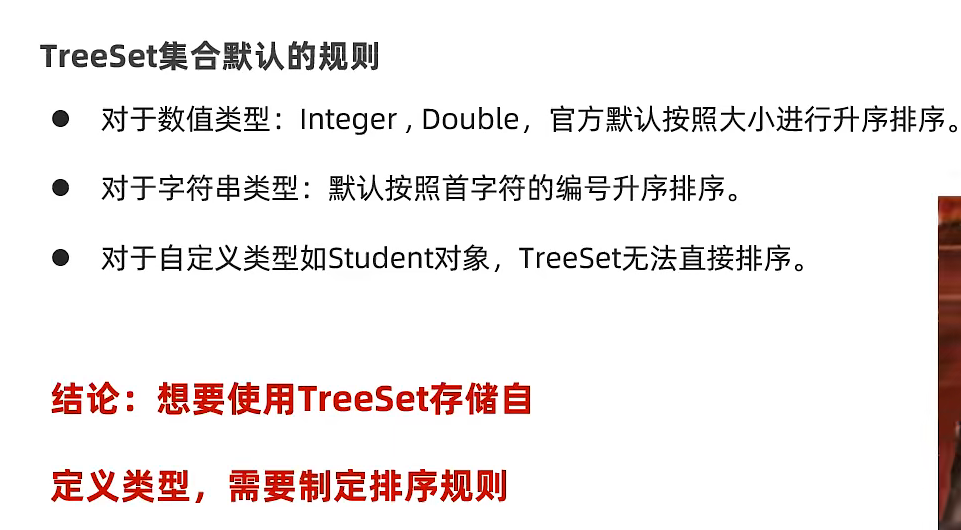 TreeSet集合默认的规则
● 对于数值类型：Integer , Double，官方默认按照大小进行升序排序。
● 对于字符串类型：默认按照首字符的编号升序排序。
● 对于自定义类型如Student对象，TreeSet无法直接排序。
结论：想要使用TreeSet存储自
定义类型，需要制定排序规则